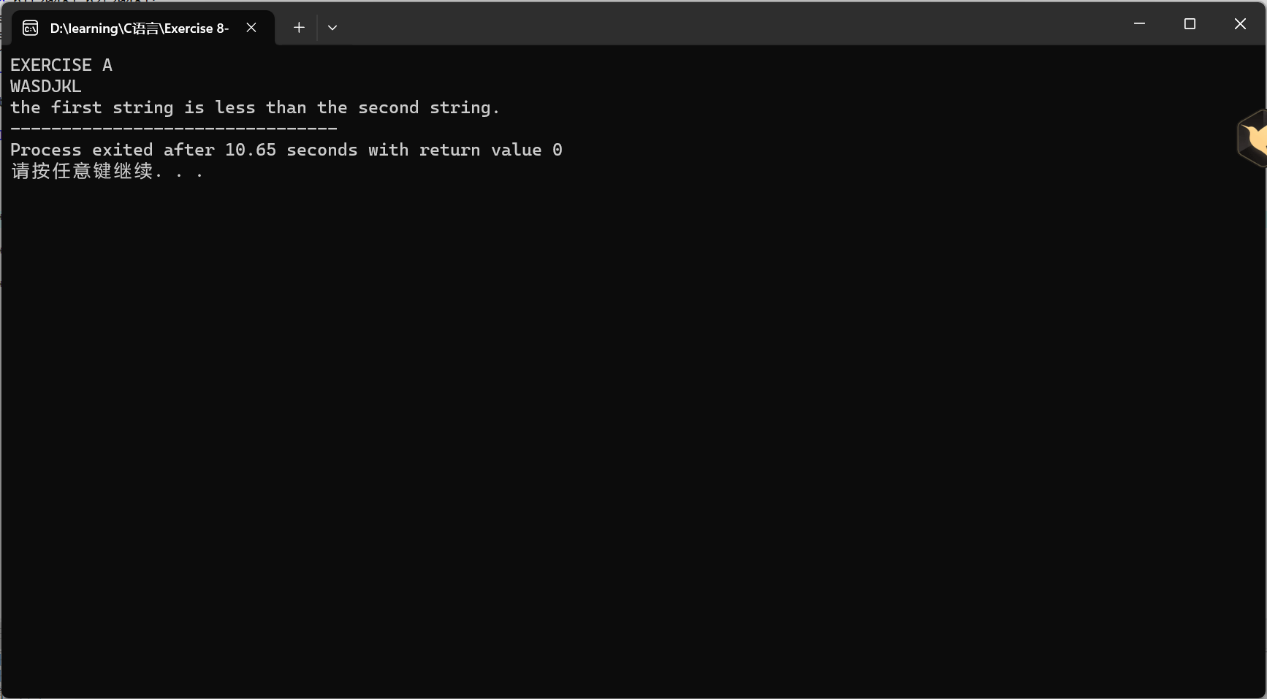 D:\learning\C语言\Exercise 8-
EXERCISE A
WASDJKL
the first string is less than the second string.
--------------------------------
Process exited after 10.65 seconds with return value 0
请按任意键继续. . .